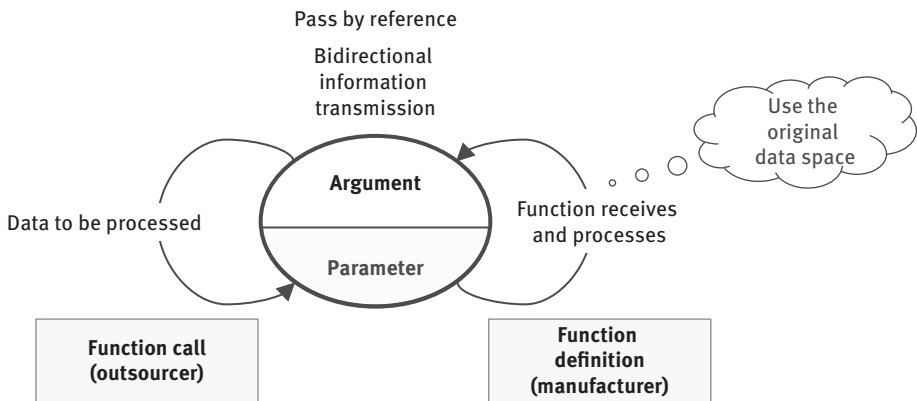 Pass by reference
Bidirectional
information
transmission
Use the
original
data space
Argument
Data to be processed
Function receives
and processes
Parameter
Function call
(outsourcer)
Function
definition
(manufacturer)